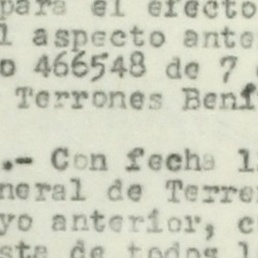 para el efecto
l aspecto ante
o 466548 de 7
Terrones Benf
.- Con fecha 1
neral de Terre
yo anterior, c
ste de todos l